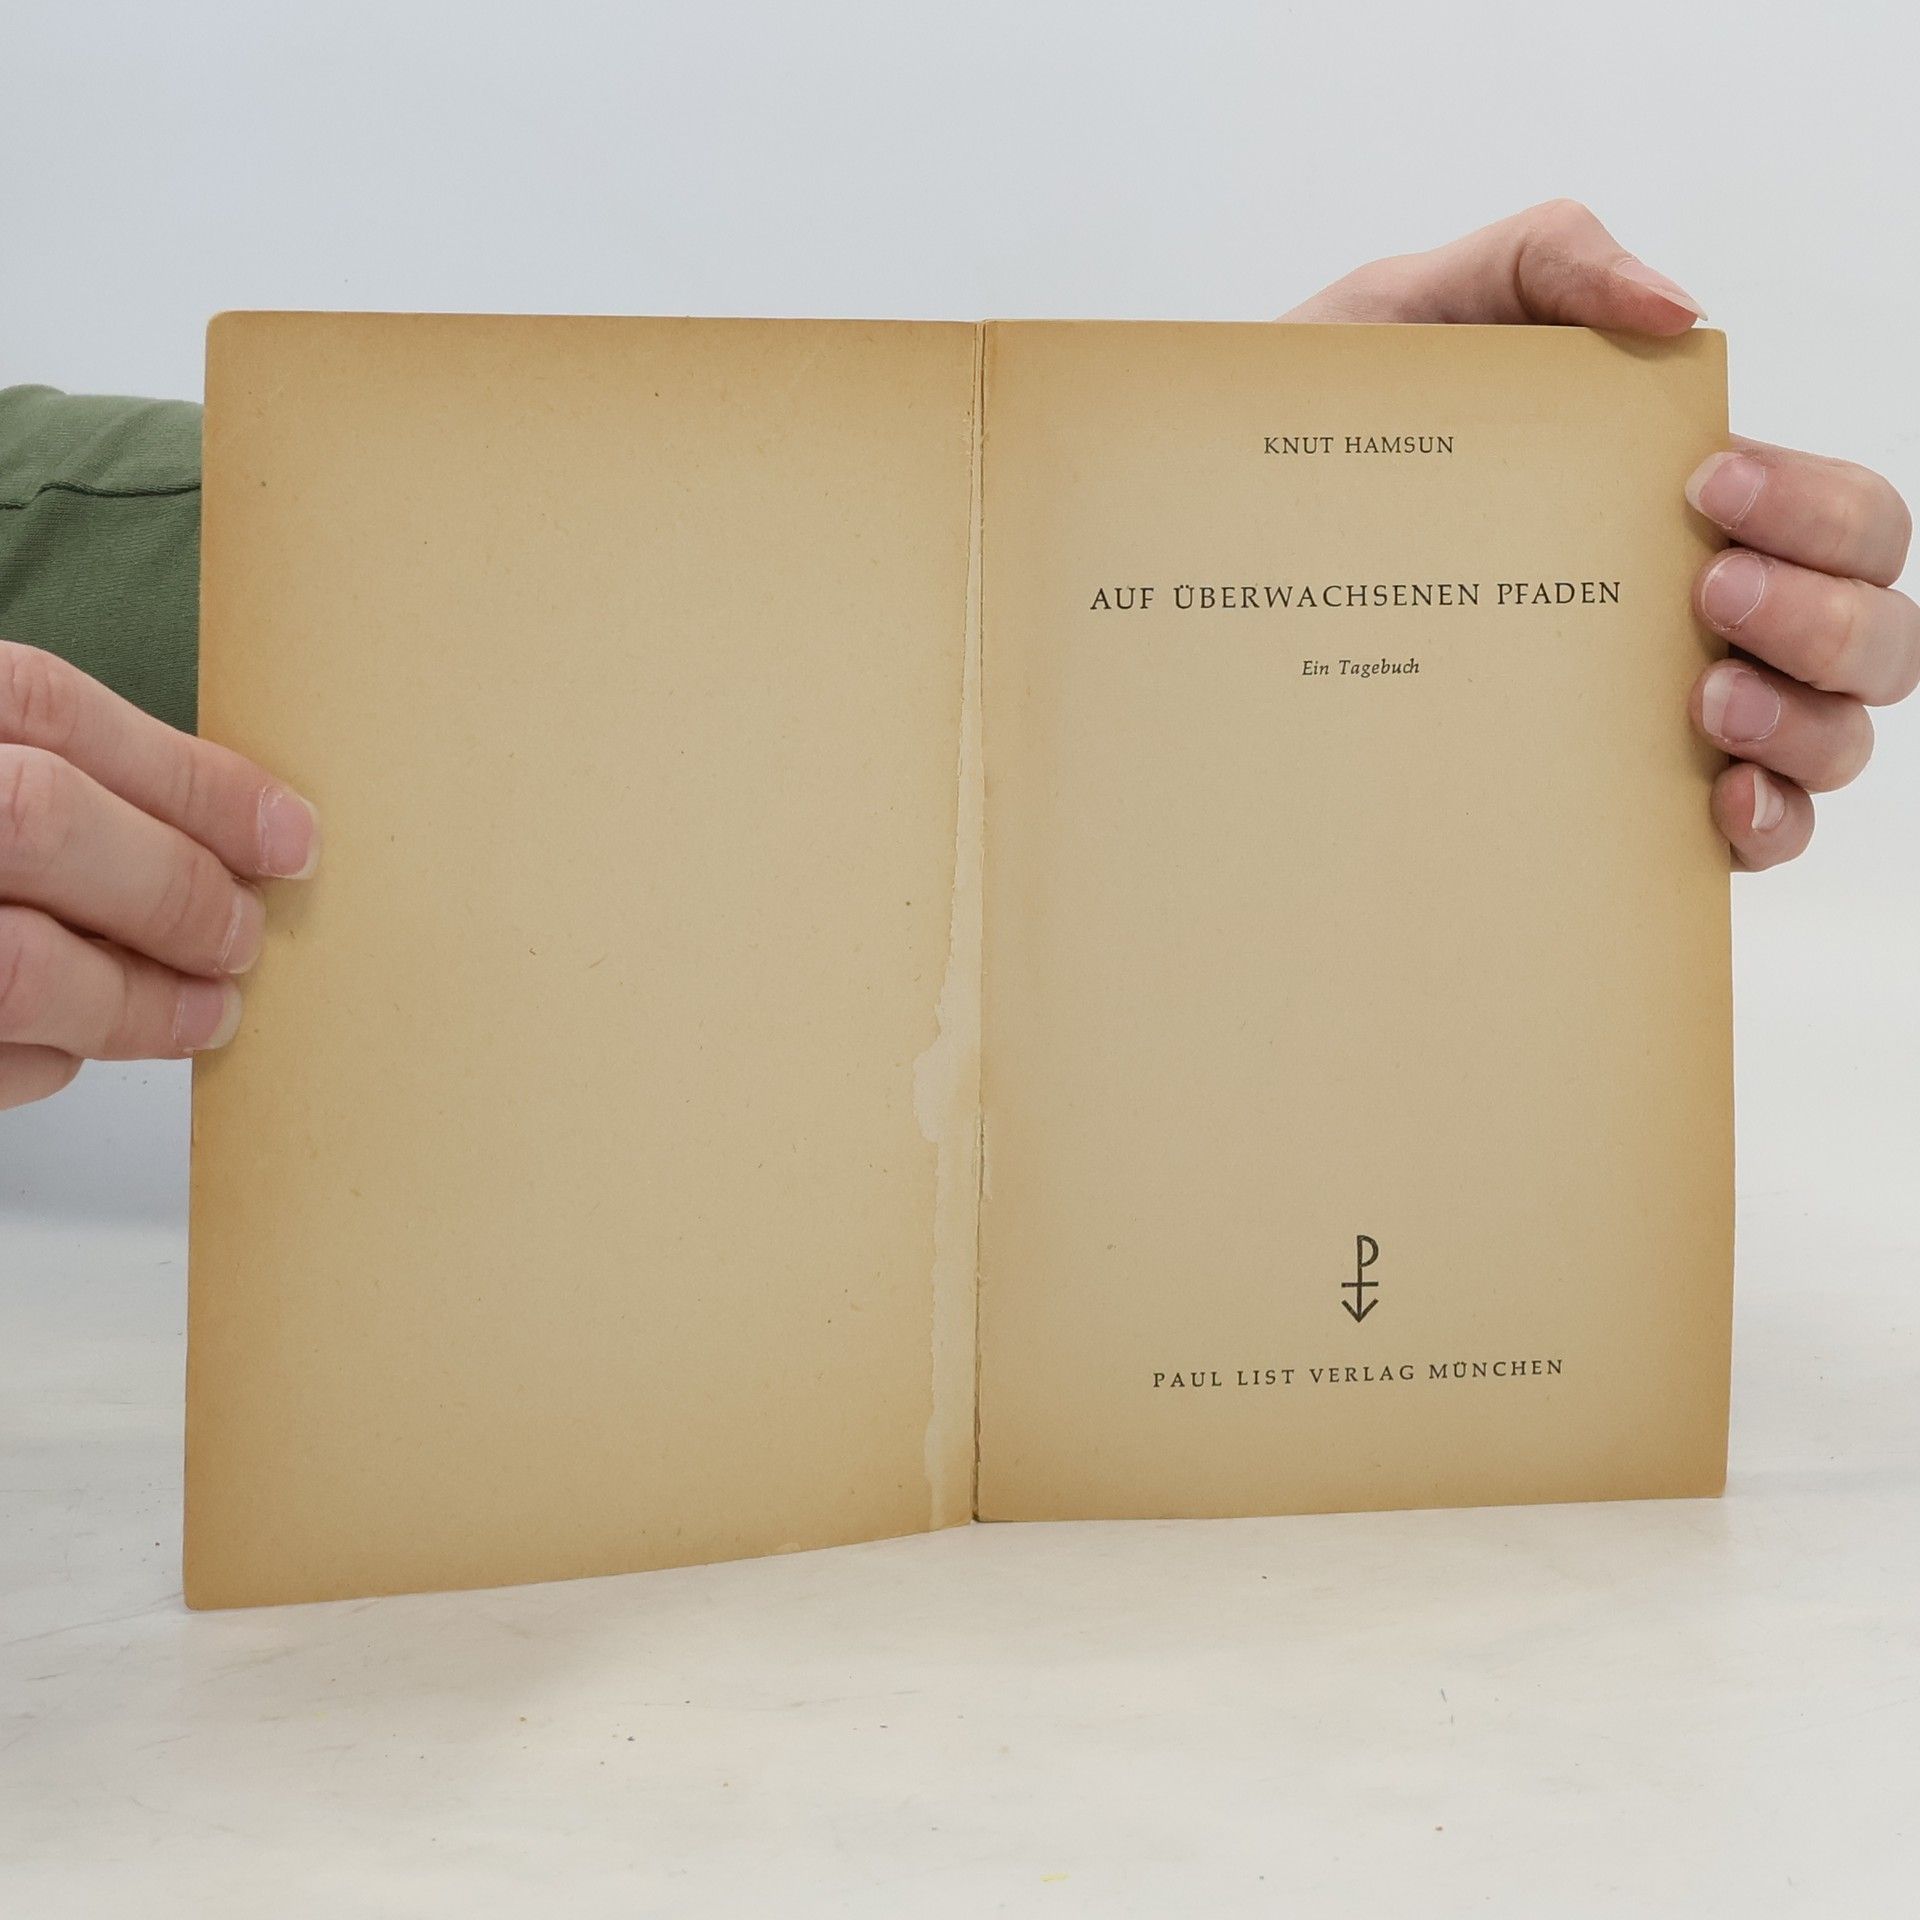 KNUT HAMSUN
AUF ÜBERWACHSENEN PFADEN
Ein Tagebuch
PAUL LIST VERLAG MÜNCHEN